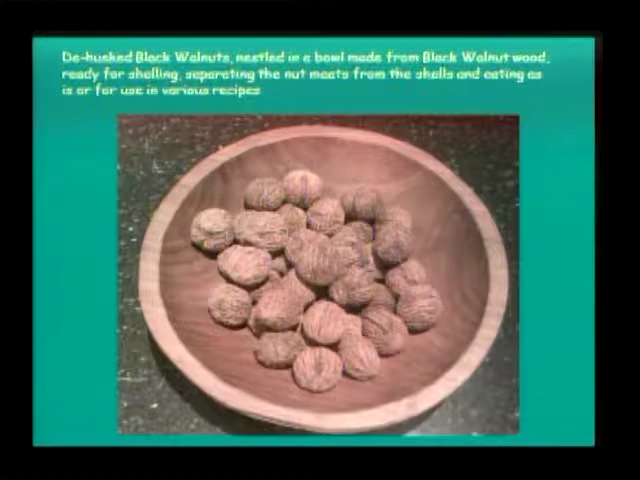 De-husked Black Walnuts, nestled in a bowl made from Black Walnut wood,
ready for shelling, separating the nut meats from the shells and eating as
is or for use in various recipes